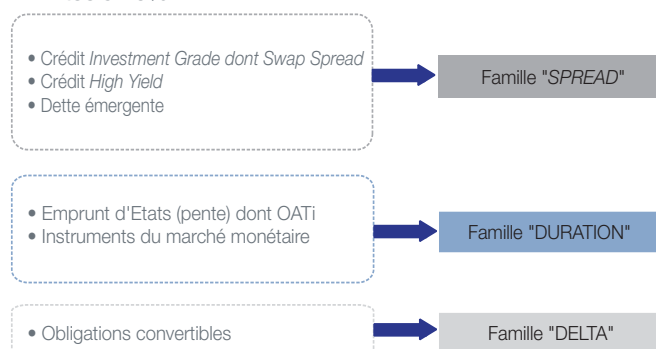 • Crédit Investment Grade dont Swap Spread
• Crédit High Yield
• Dette émergente
Famille "SPREAD"
• Emprunt d'Etats (pente) dont OATi
• Instruments du marché monétaire
Famille "DURATION"
• Obligations convertibles
Famille "DELTA"